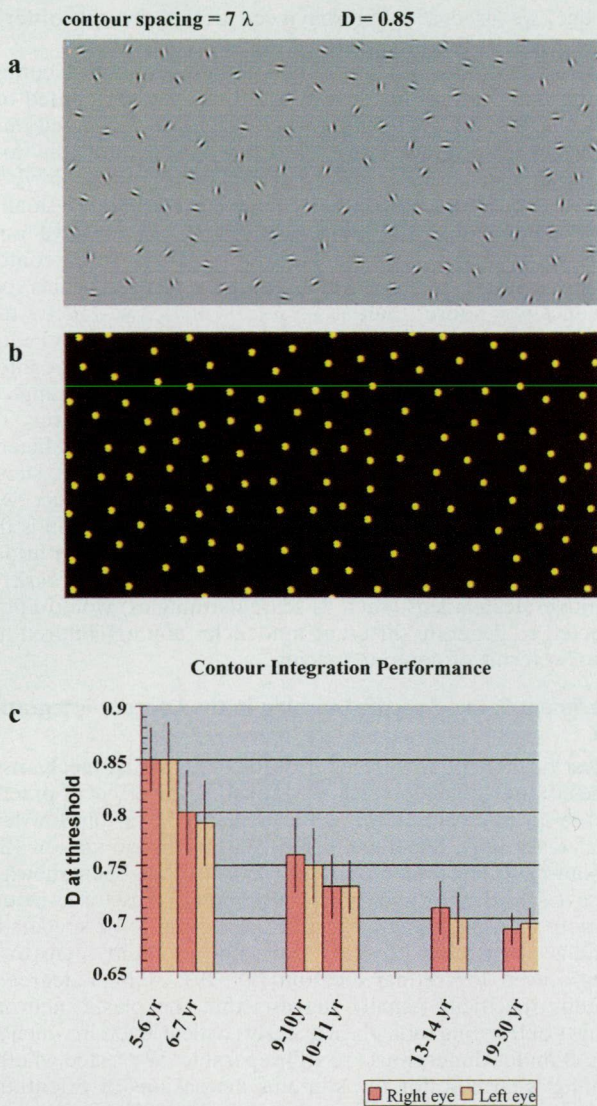 contour spacing = 7 λ D = 0.85
a
b
Contour Integration Performance
c
0.9
0.85
0.8
0.75
0.7
0.65
D at threshold
5-6 yr
6-7yr
9-10yr
10-11 yr
13-14 yr
19-30 yr
Right eye Left eye